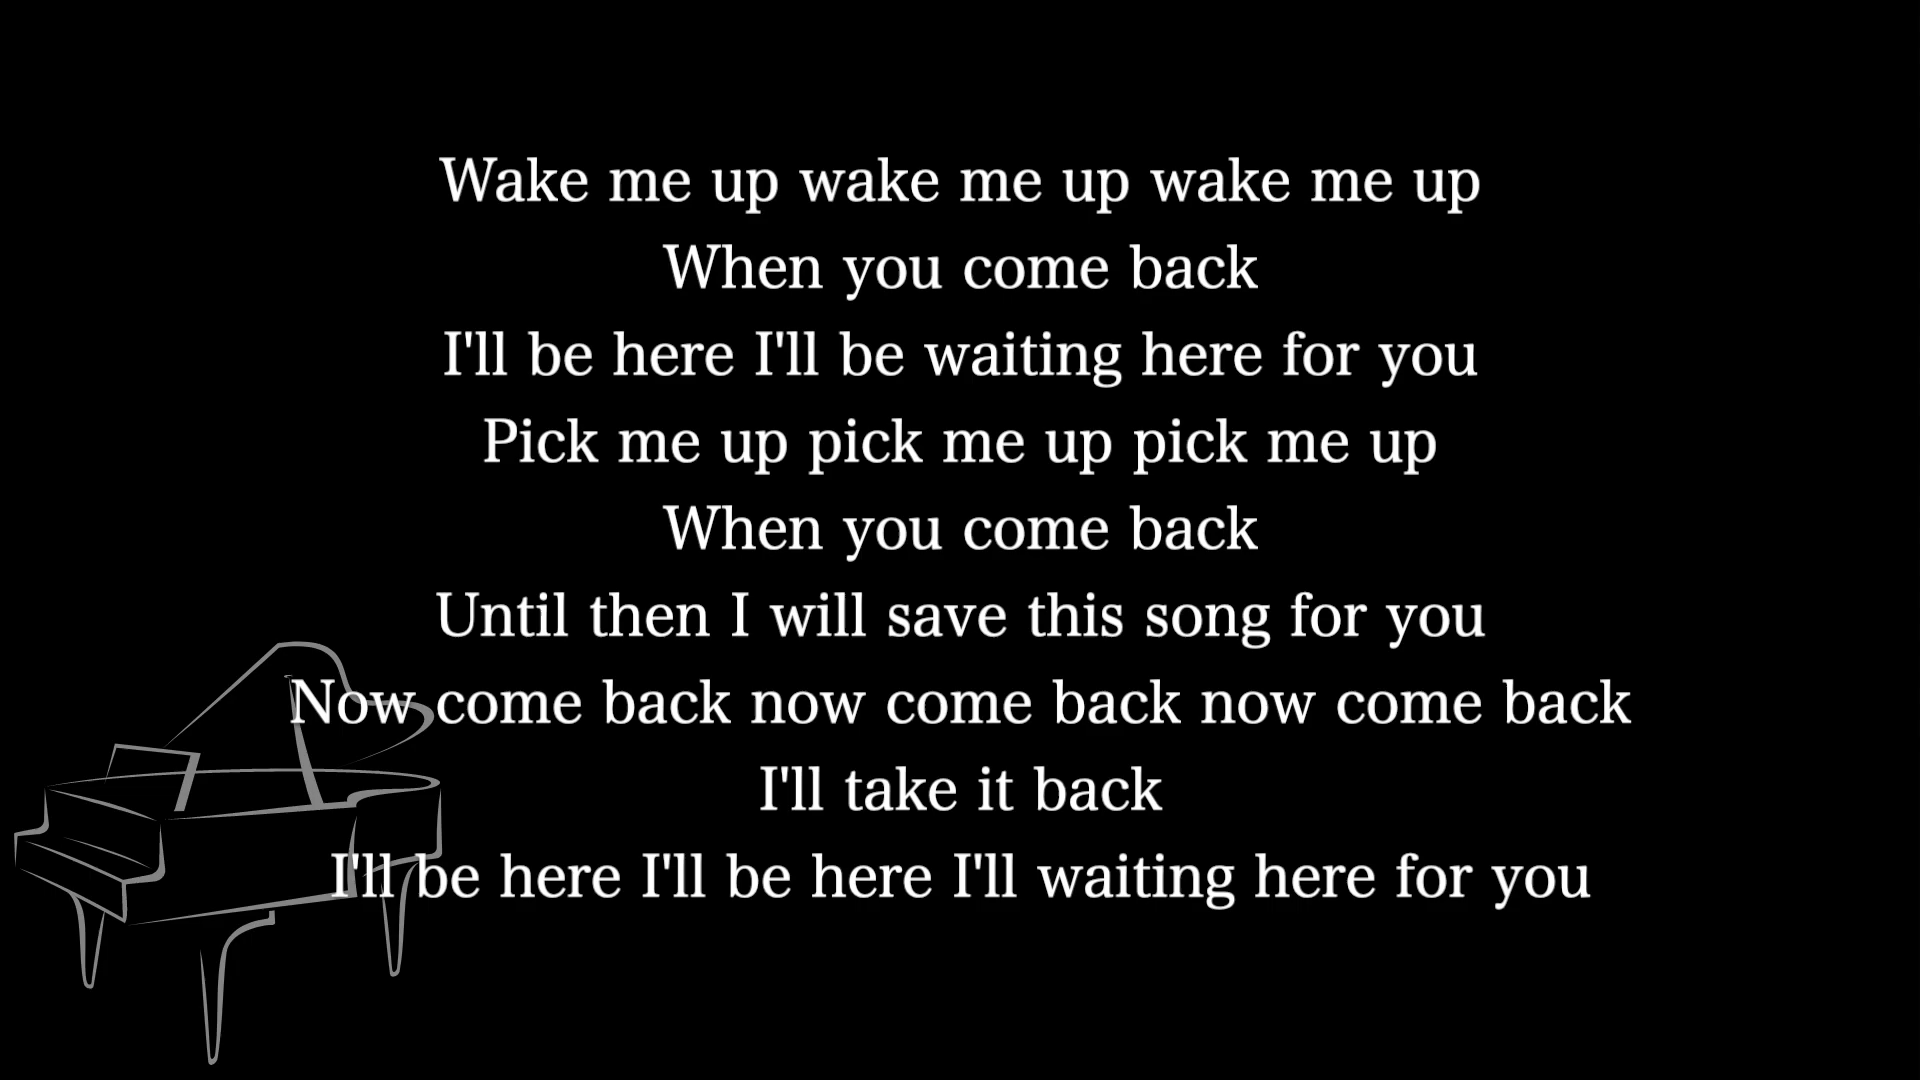 Wake me up wake me up wake me up
When you come back
I'll be here I'll be waiting here for you
Pick me up pick me up pick me up
When you come back
Until then I will save this song for you
Now come back now come back now come back
I'll take it back
I'll be here I'll be here I'll waiting here for you